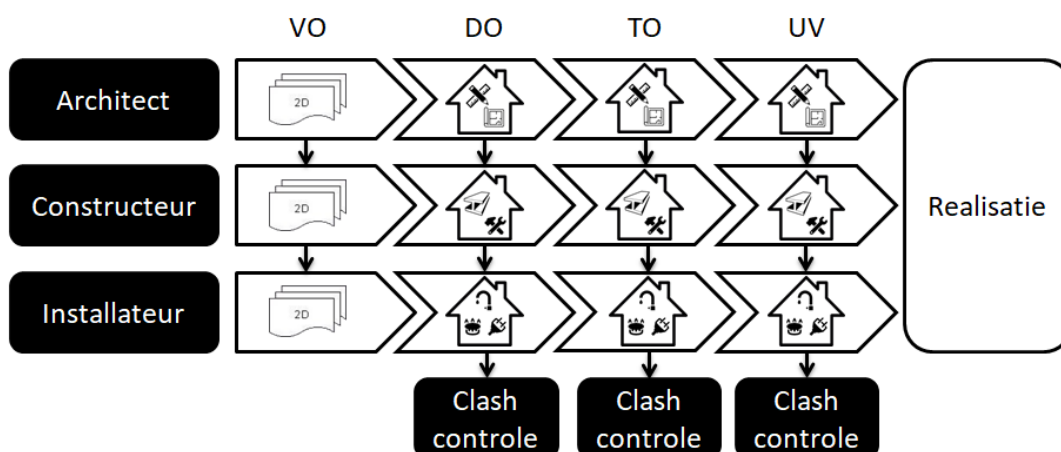 VO DO TO UV
Architect
2D
Constructeur
2D
Realisatie
Installateur
2D
Clash
controle
Clash
controle
Clash
controle